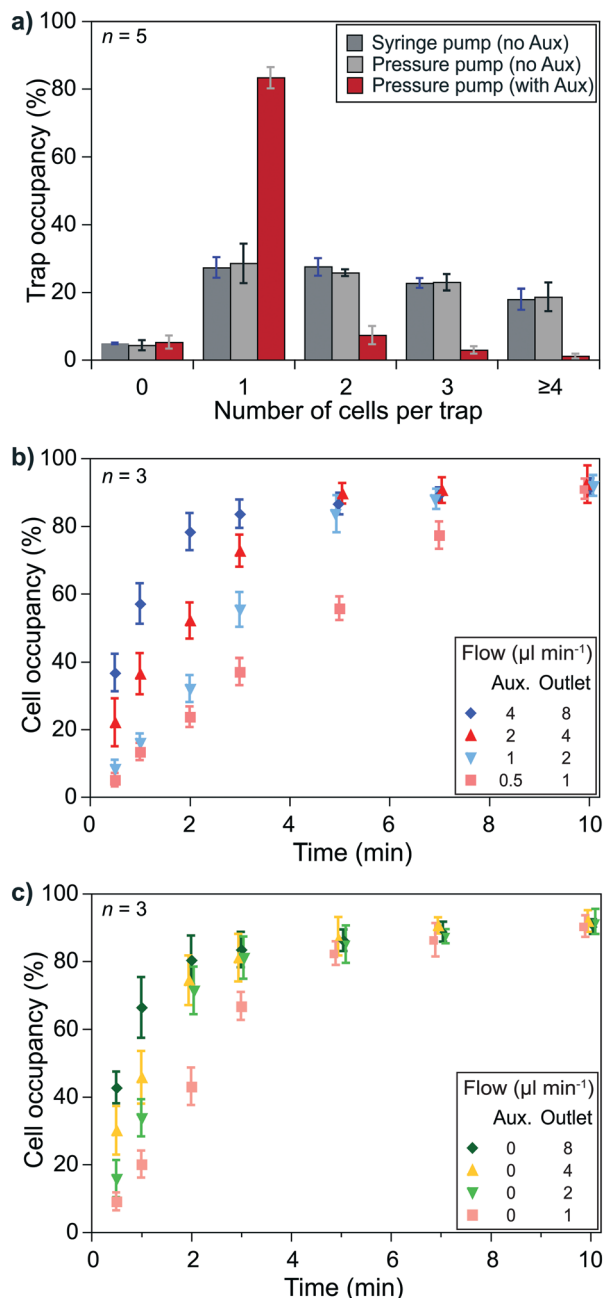 a)
n = 5
Syringe pump (no Aux)
Pressure pump (no Aux)
Pressure pump (with Aux)
100
80
60
40
20
0
Trap occupancy (%)
0 1 2 3 ≥4
Number of cells per trap
b)
n = 3
100
80
60
40
20
0
Cell occupancy (%)
Flow (µl min⁻¹)
Aux. Outlet
4 8
2 4
1 2
0.5 1
0 2 4 6 8 10
Time (min)
c)
n = 3
100
80
60
40
20
0
Cell occupancy (%)
Flow (µl min⁻¹)
Aux. Outlet
0 8
0 4
0 2
0 1
0 2 4 6 8 10
Time (min)